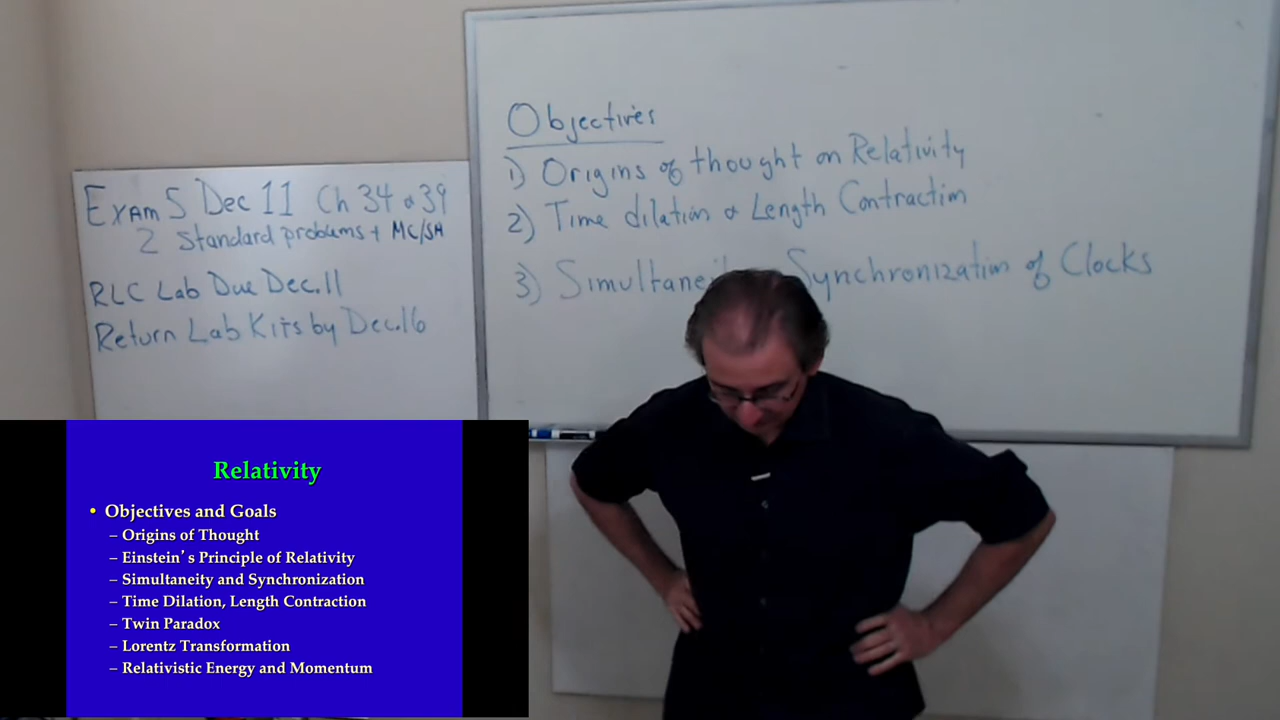 Objectives
1) Origins of thought on Relativity
2) Time dilation & Length Contraction
3) Synchronization of Clocks
Exam 5 Dec 11 Ch 34 & 39
2 Standard problems + MC/SA
RLC Lab Due Dec. 11
Return Lab Kits by Dec. 16
Relativity
• Objectives and Goals
– Origins of Thought
– Einstein's Principle of Relativity
– Simultaneity and Synchronization
– Time Dilation, Length Contraction
– Twin Paradox
– Lorentz Transformation
– Relativistic Energy and Momentum